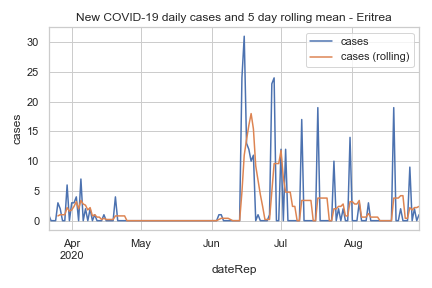 New COVID-19 daily cases and 5 day rolling mean - Eritrea
cases
cases (rolling)
30
25
20
15
10
5
0
cases
Apr
2020
May
Jun
Jul
Aug
dateRep